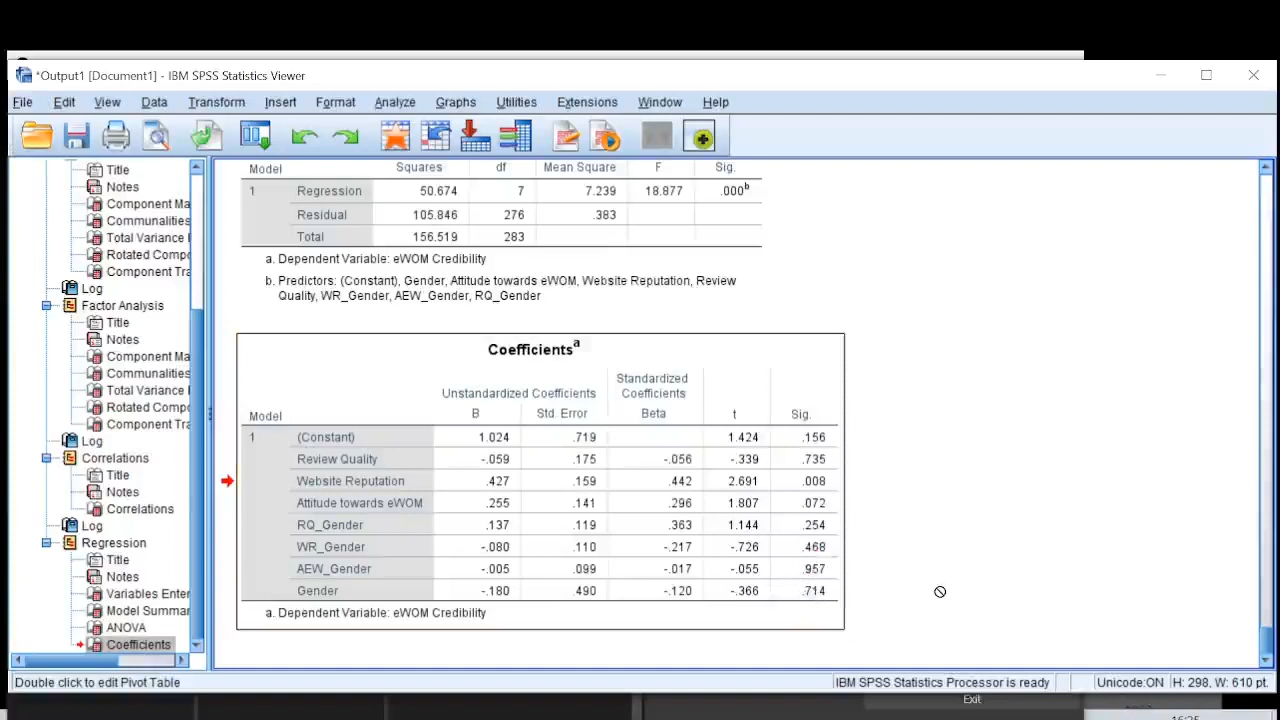 *Output1 [Document1] - IBM SPSS Statistics Viewer
File Edit View Data Transform Insert Format Analyze Graphs Utilities Extensions Window Help
Title
Notes
Component Ma
Communalities
Total Variance
Rotated Compo
Component Tra
Log
Factor Analysis
Title
Notes
Component Ma
Communalities
Total Variance
Rotated Compo
Component Tra
Log
Correlations
Title
Notes
Correlations
Log
Regression
Title
Notes
Variables Enter
Model Summar
ANOVA
Coefficients
Model Squares df Mean Square F Sig.
1 Regression 50.674 7 7.239 18.877 .000b
Residual 105.846 276 .383
Total 156.519 283
a. Dependent Variable: eWOM Credibility
b. Predictors: (Constant), Gender, Attitude towards eWOM, Website Reputation, Review
Quality, WR_Gender, AEW_Gender, RQ_Gender
Coefficientsa
Unstandardized Coefficients Standardized Coefficients
Model B Std. Error Beta t Sig.
1 (Constant) 1.024 .719 1.424 .156
Review Quality -.059 .175 -.056 -.339 .735
Website Reputation .427 .159 .442 2.691 .008
Attitude towards eWOM .255 .141 .296 1.807 .072
RQ_Gender .137 .119 .363 1.144 .254
WR_Gender -.080 .110 -.217 -.726 .468
AEW_Gender -.005 .099 -.017 -.055 .957
Gender -.180 .490 -.120 -.366 .714
a. Dependent Variable: eWOM Credibility
Double click to edit Pivot Table IBM SPSS Statistics Processor is ready Unicode:ON H: 298, W: 610 pt.
Exit